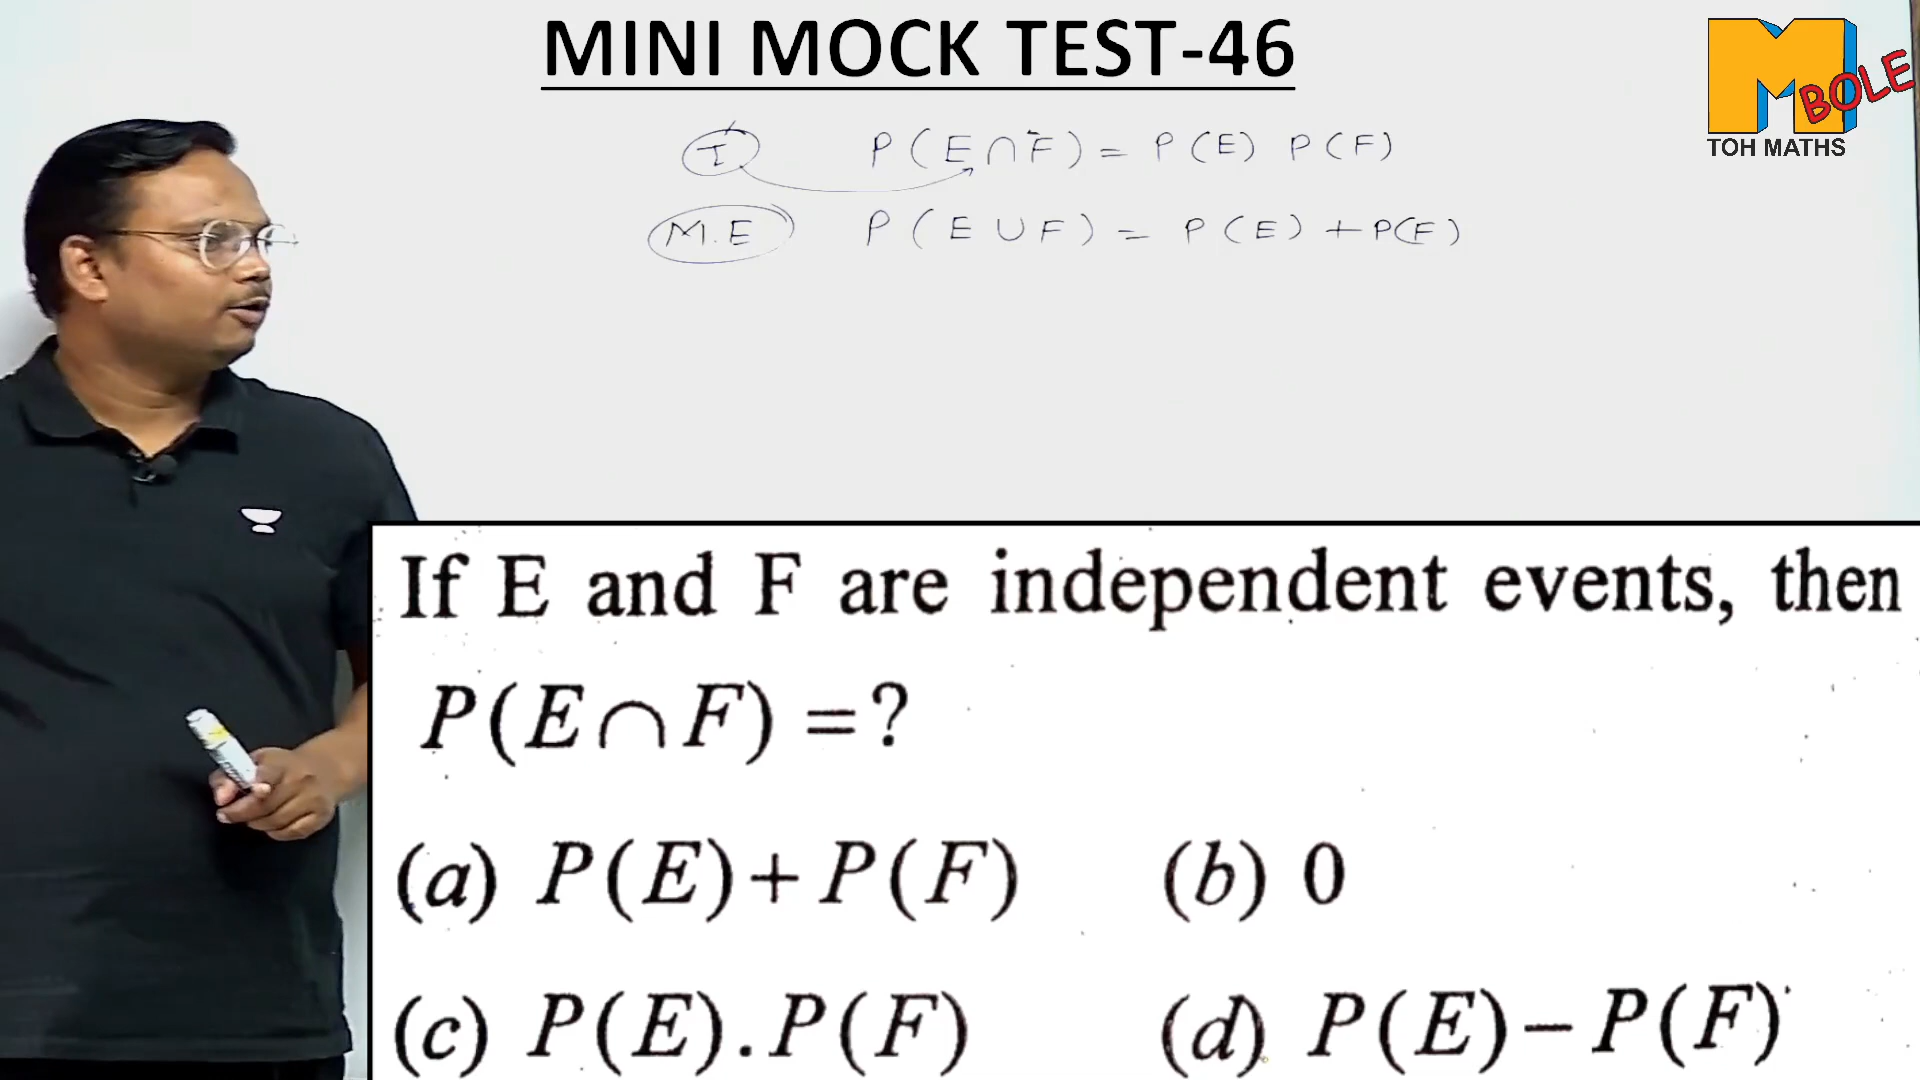 MINI MOCK TEST-46
M BOLE
TOH MATHS
I P(E∩F) = P(E) P(F)
M.E P(E∪F) = P(E) + P(F)
If E and F are independent events, then
P(E∩F) = ?
(a) P(E)+P(F) (b) 0
(c) P(E).P(F) (d) P(E)−P(F)